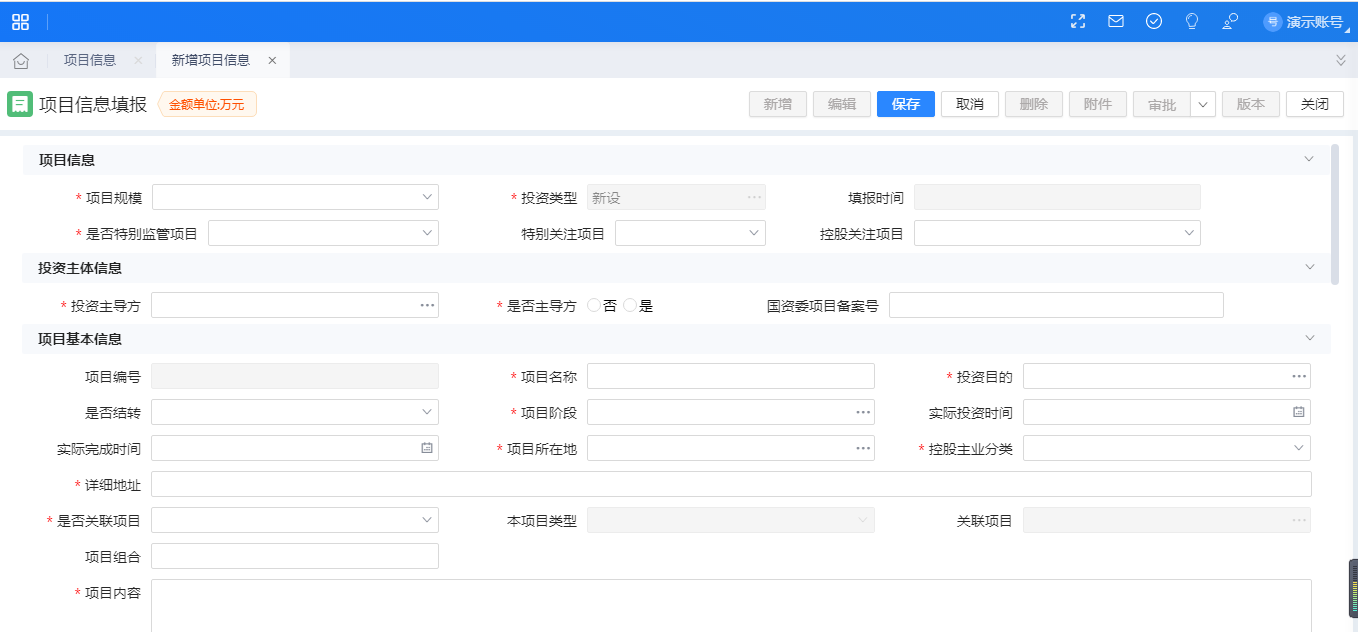 号 演示账号
项目信息 新增项目信息
项目信息填报 金额单位:万元 新增 编辑 保存 取消 删除 附件 审批 版本 关闭
项目信息
* 项目规模 * 投资类型 新设 填报时间
* 是否特别监管项目 特别关注项目 控股关注项目
投资主体信息
* 投资主导方 * 是否主导方 否 是 国资委项目备案号
项目基本信息
项目编号 * 项目名称 * 投资目的
是否结转 * 项目阶段 实际投资时间
实际完成时间 * 项目所在地 * 控股主业分类
* 详细地址
* 是否关联项目 本项目类型 关联项目
项目组合
* 项目内容